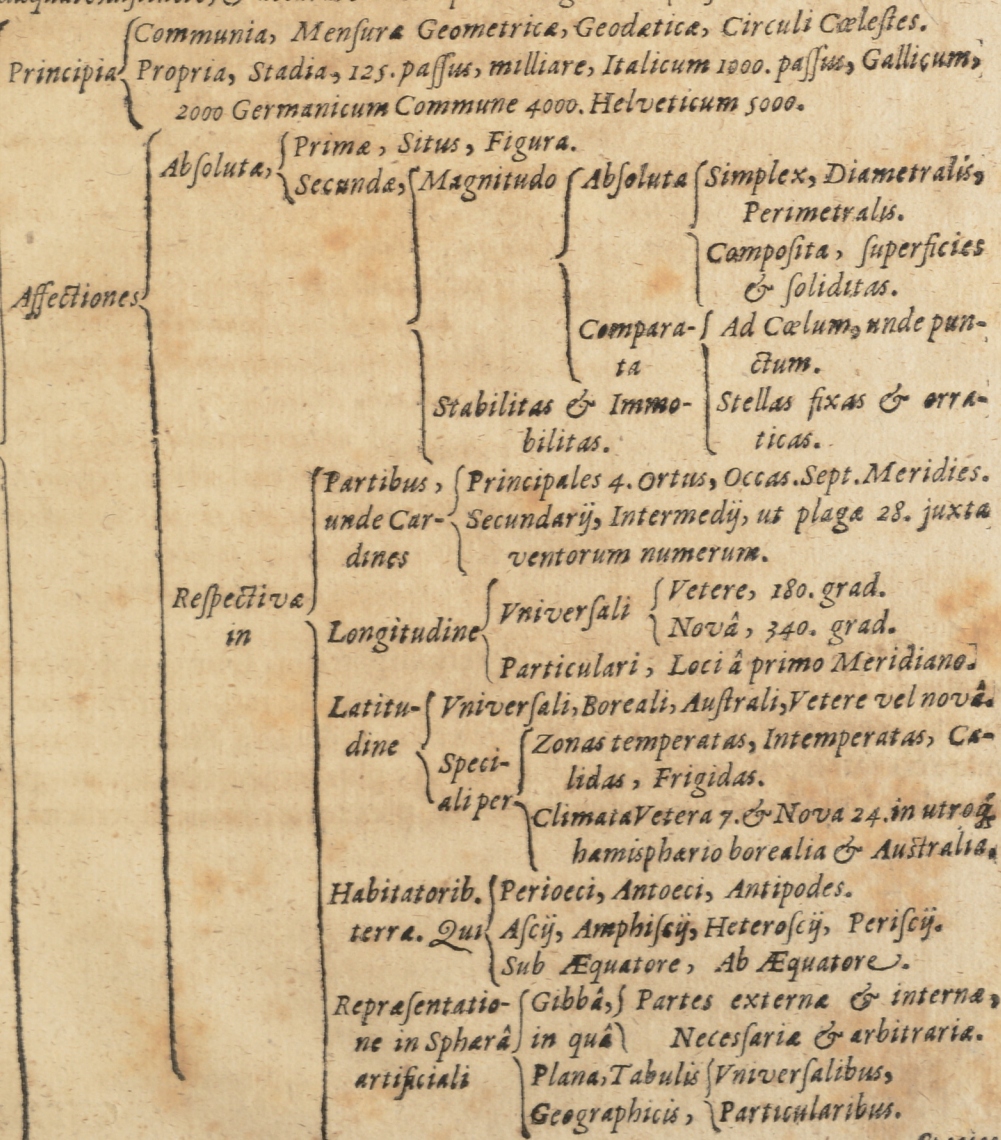 Communia, Mensuræ Geometricæ, Geodæticæ, Circuli Cœlestes.
Principia Propria, Stadia, 125. passus, milliare, Italicum 1000. passus, Gallicum,
2000 Germanicum Commune 4000. Helveticum 5000.
Absolutæ, Primæ, Situs, Figura.
Secundæ, Magnitudo Absoluta Simplex, Diametralis,
Perimetralis.
Composita, superficies
& soliditas.
Affectiones
Compara- Ad Cœlum, unde pun-
ta ctum.
Stabilitas & Immo- Stellas fixas & erra-
bilitas. ticas.
Partibus, Principales 4. Ortus, Occas. Sept. Meridies.
unde Car- Secundarij, Intermedij, ut plagæ 28. juxta
dines ventorum numerum.
Respectivæ
in
Vetere, 180. grad.
Vniversali
Longitudine Novâ, 340. grad.
Particulari, Loci â primo Meridiano.
Latitu- Vniversali, Boreali, Australi, Vetere vel novâ.
dine Zonas temperatas, Intemperatas, Ca-
Speci- lidas, Frigidas.
ali per Climata Vetera 7. & Nova 24. in utroq́;
hamisphærio borealia & Australia.
Habitatorib. Perioeci, Antoeci, Antipodes.
terræ. Qui Ascij, Amphiscij, Heteroscij, Periscij.
Sub Æquatore, Ab Æquatore.
Repræsentatio- Gibbâ, Partes externæ & internæ,
ne in Sphærâ in quâ Necessariæ & arbitrariæ.
artificiali Plana, Tabulis Vniversalibus,
Geographicis, Particularibus.